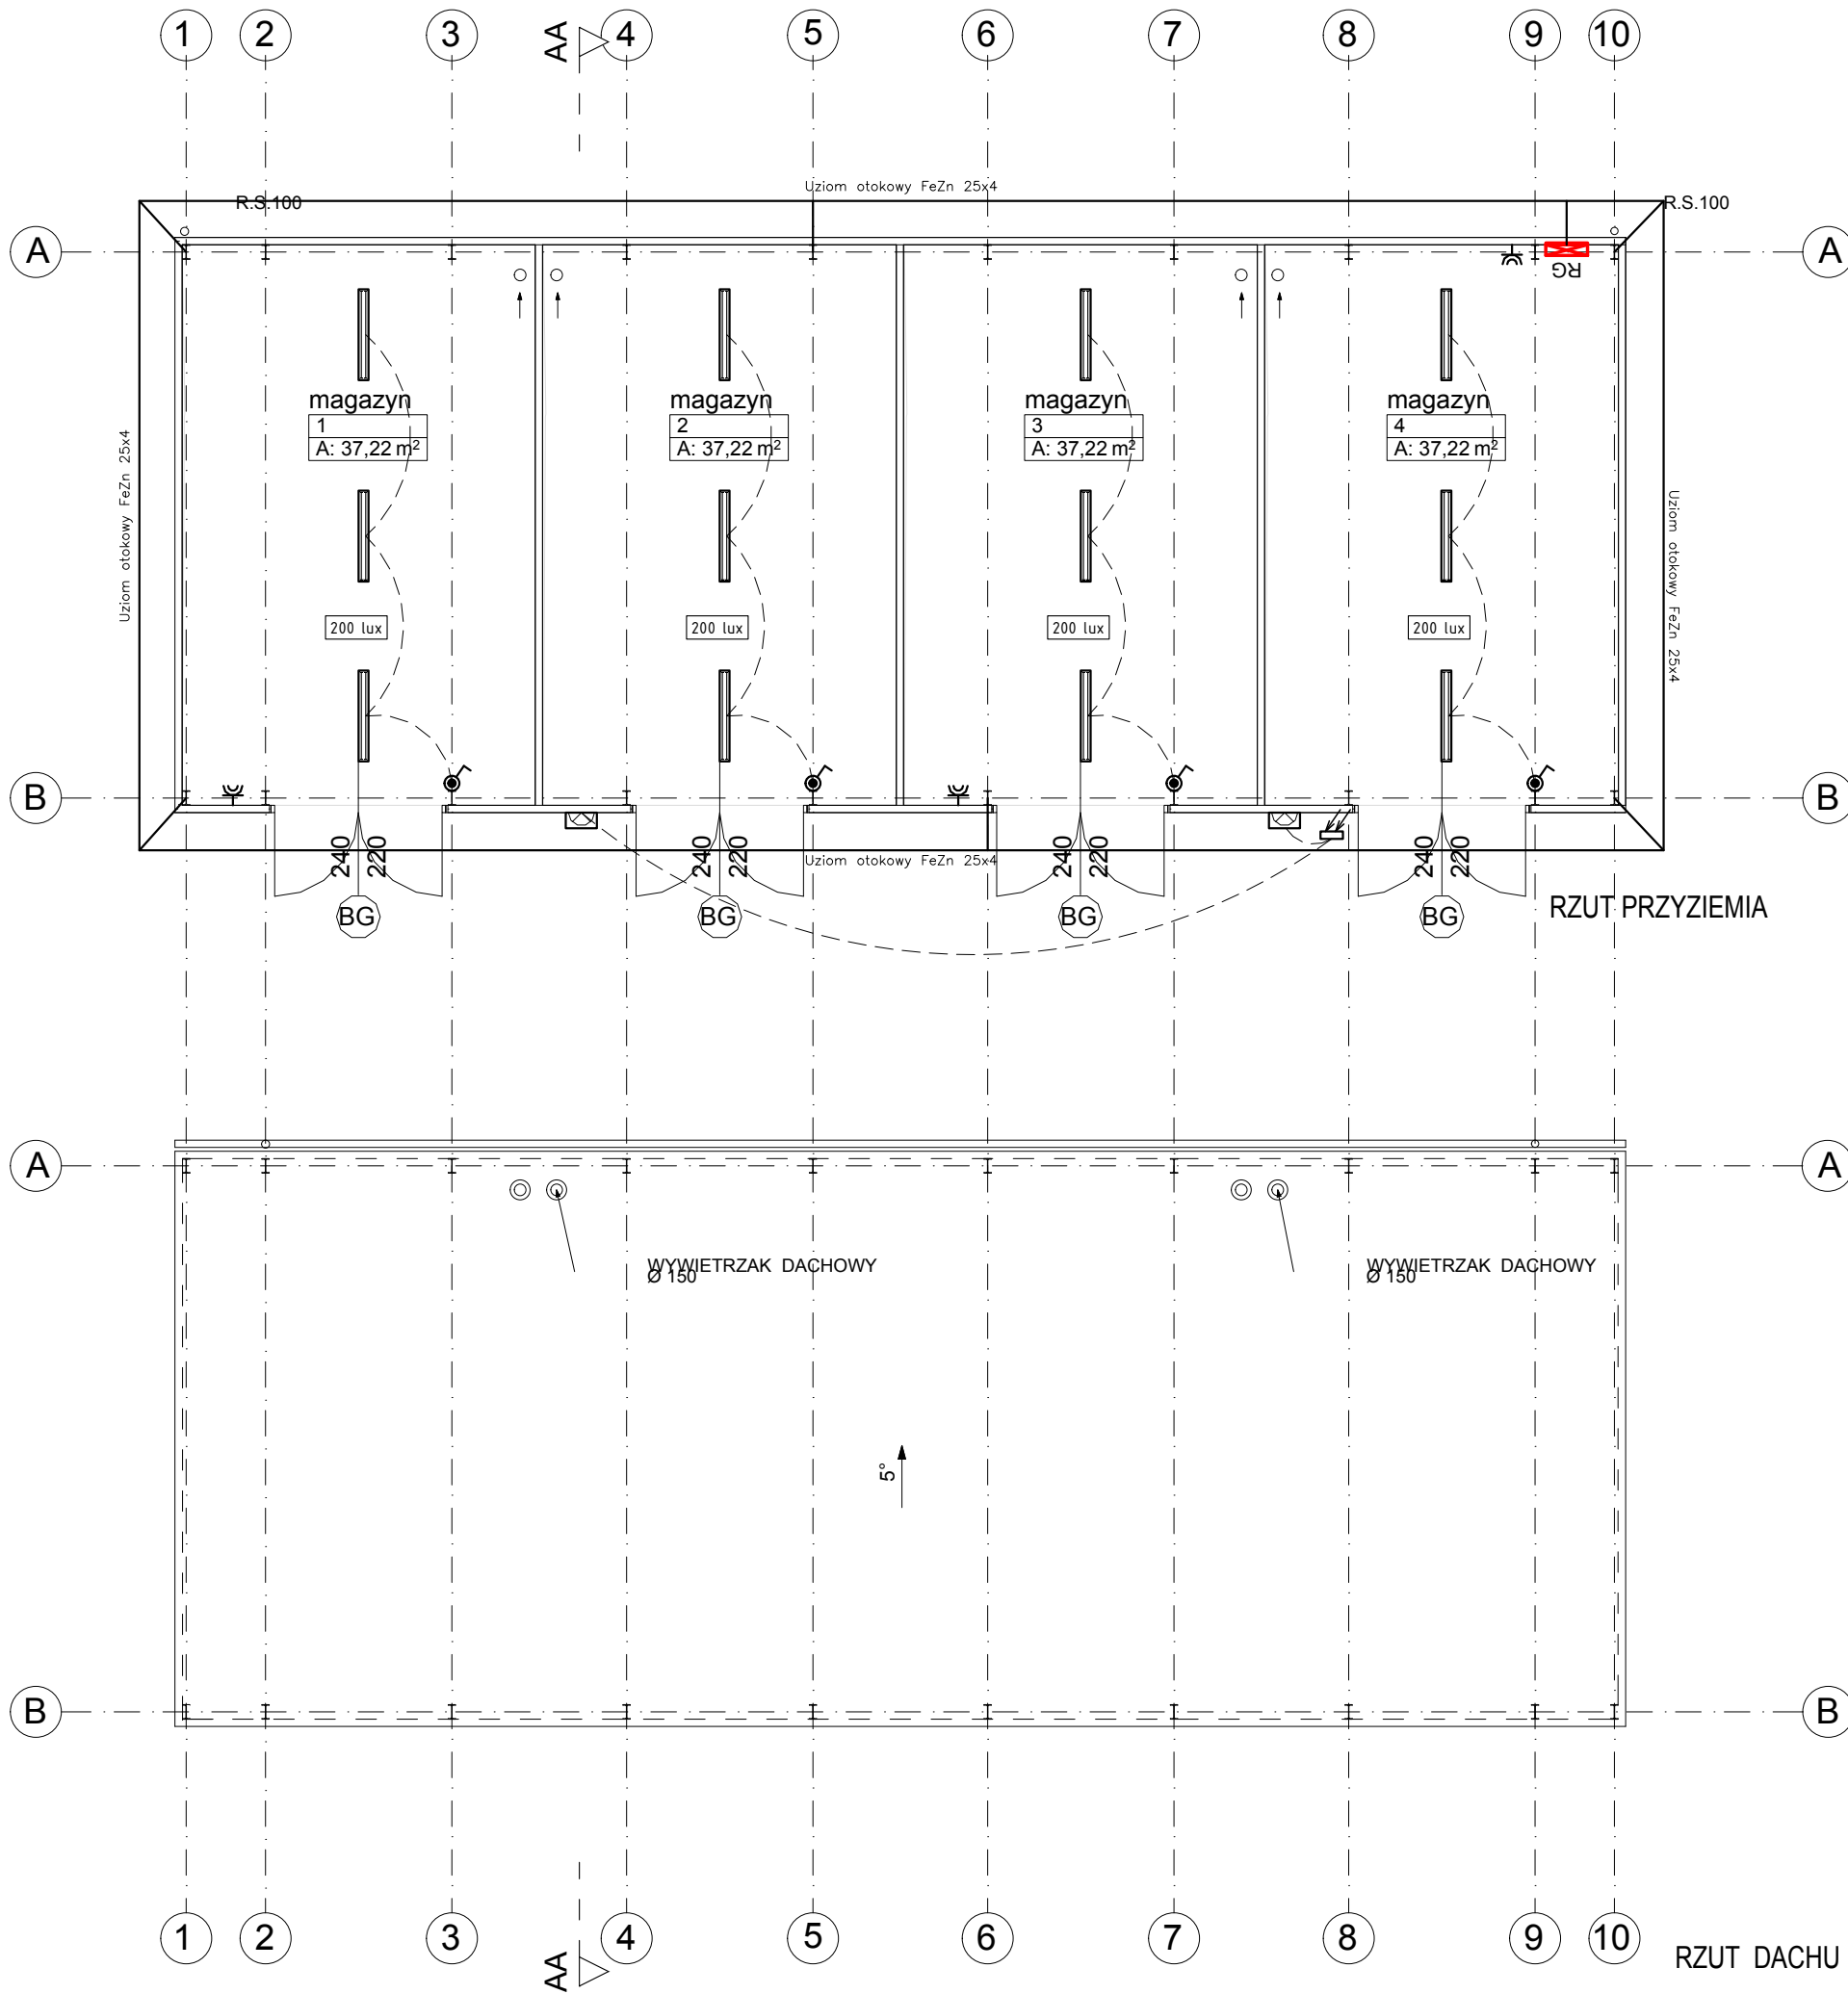 1 2 3 AA 4 5 6 7 8 9 10
Uziom otokowy FeZn 25x4
R.S.100 R.S.100
A A
RG
magazyn magazyn magazyn magazyn
1 2 3 4
A: 37,22 m² A: 37,22 m² A: 37,22 m² A: 37,22 m²
Uziom otokowy FeZn 25x4
Uziom otokowy FeZn 25x4
200 lux 200 lux 200 lux 200 lux
B B
240 220 240 220 240 220 240 220
Uziom otokowy FeZn 25x4
BG BG BG BG
RZUT PRZYZIEMIA
A A
WYWIETRZAK DACHOWY WYWIETRZAK DACHOWY
Ø 150 Ø 150
5°
B B
1 2 3 4 5 6 7 8 9 10
AA
RZUT DACHU